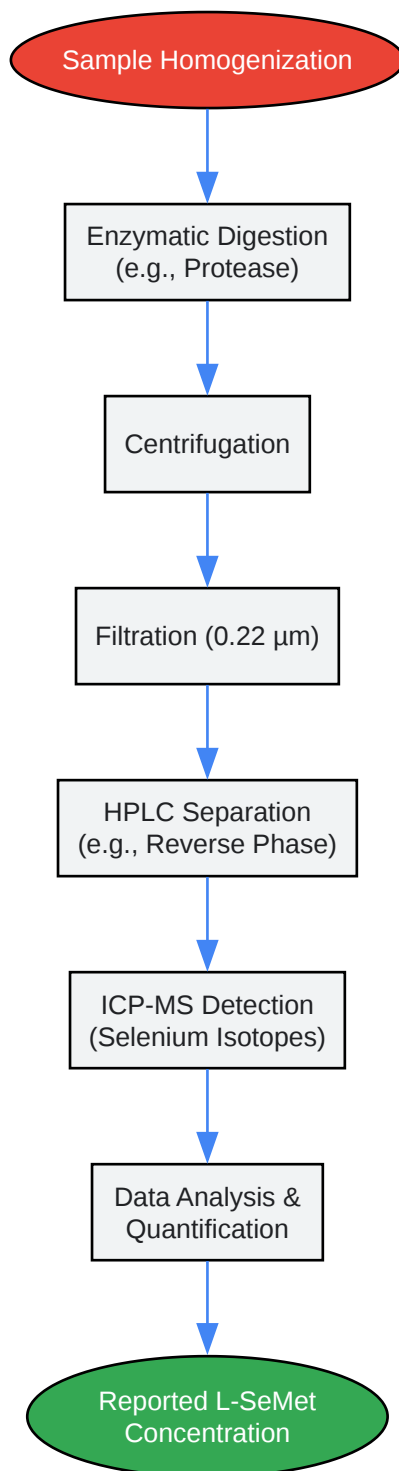 Sample Homogenization
Enzymatic Digestion
(e.g., Protease)
Centrifugation
Filtration (0.22 µm)
HPLC Separation
(e.g., Reverse Phase)
ICP-MS Detection
(Selenium Isotopes)
Data Analysis &
Quantification
Reported L-SeMet
Concentration